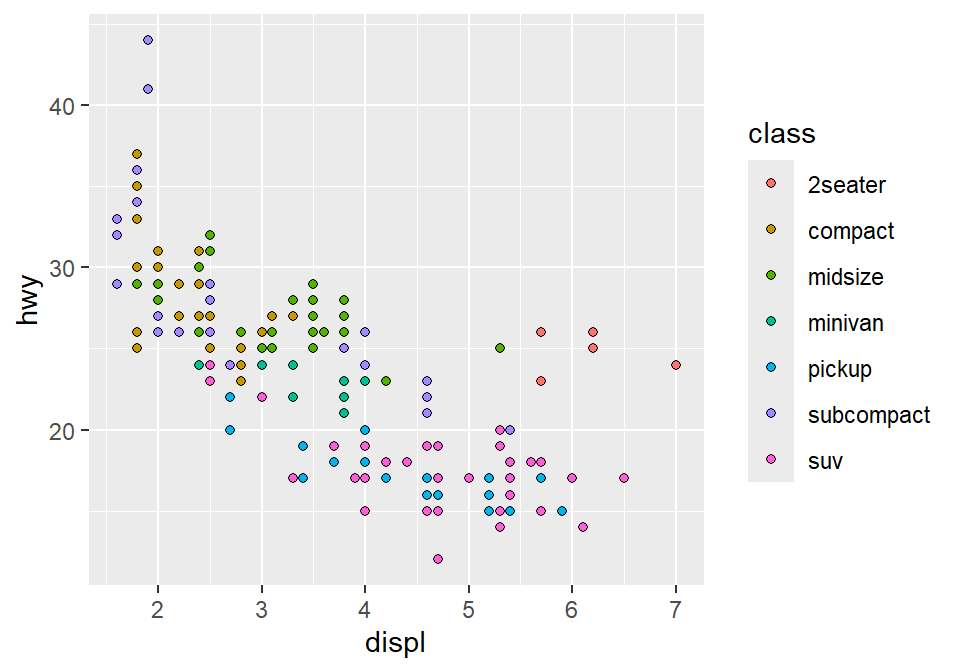 40
30
20
hwy
2 3 4 5 6 7
displ
class
2seater
compact
midsize
minivan
pickup
subcompact
suv